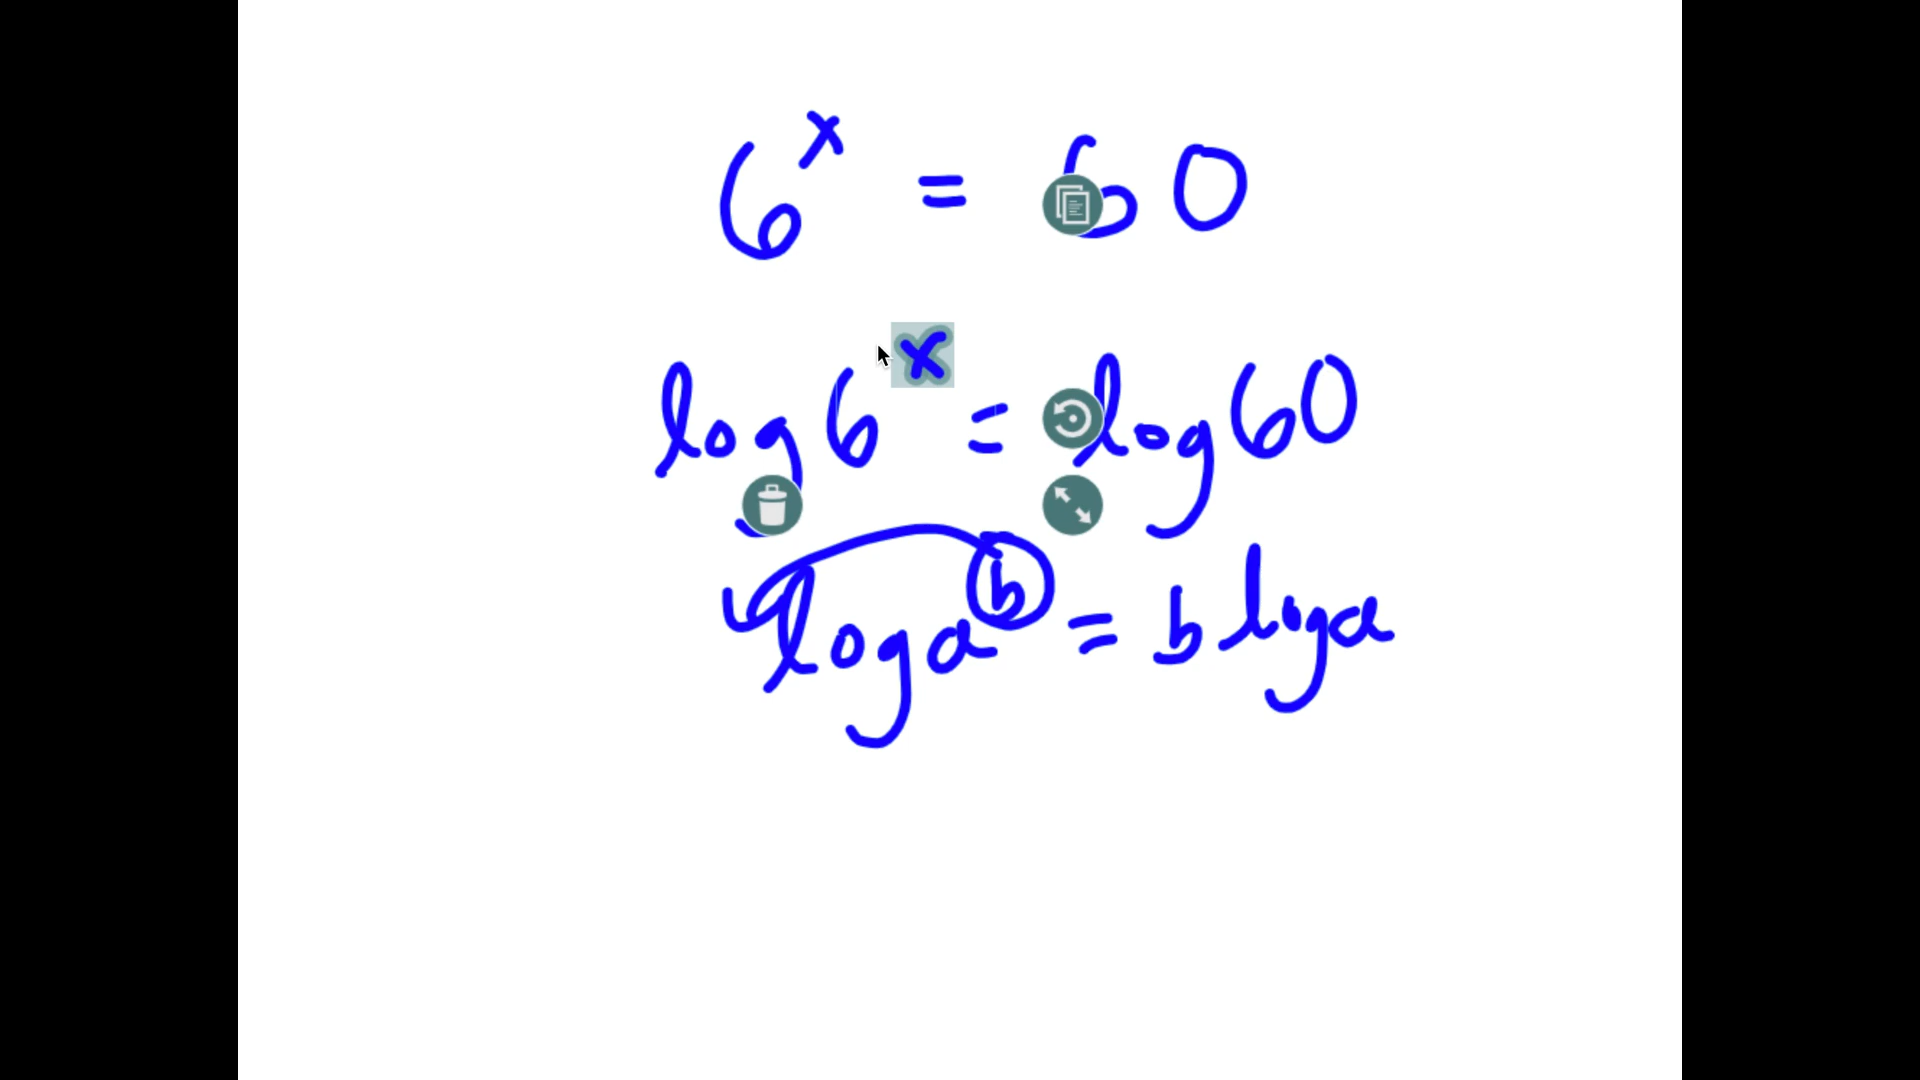 6^x = 60
log 6^x = log 60
log a^b = b log a